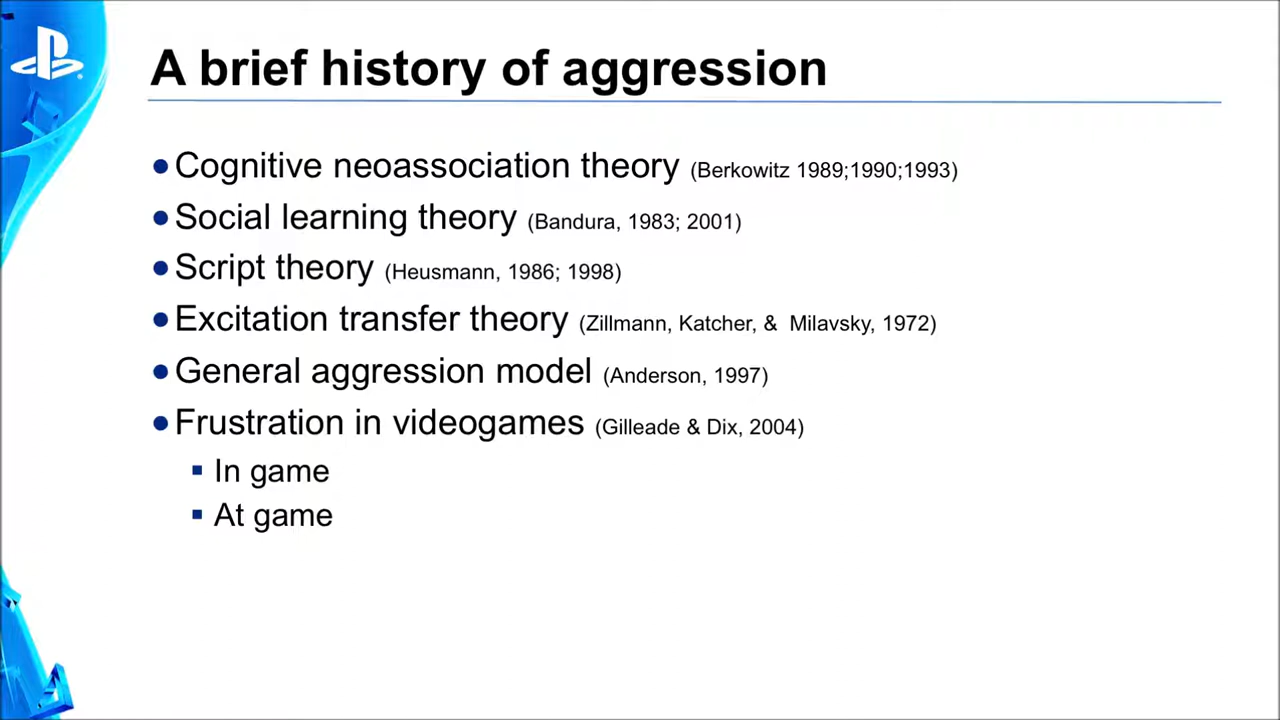 A brief history of aggression
●Cognitive neoassociation theory (Berkowitz 1989;1990;1993)
●Social learning theory (Bandura, 1983; 2001)
●Script theory (Heusmann, 1986; 1998)
●Excitation transfer theory (Zillmann, Katcher, & Milavsky, 1972)
●General aggression model (Anderson, 1997)
●Frustration in videogames (Gilleade & Dix, 2004)
▪ In game
▪ At game